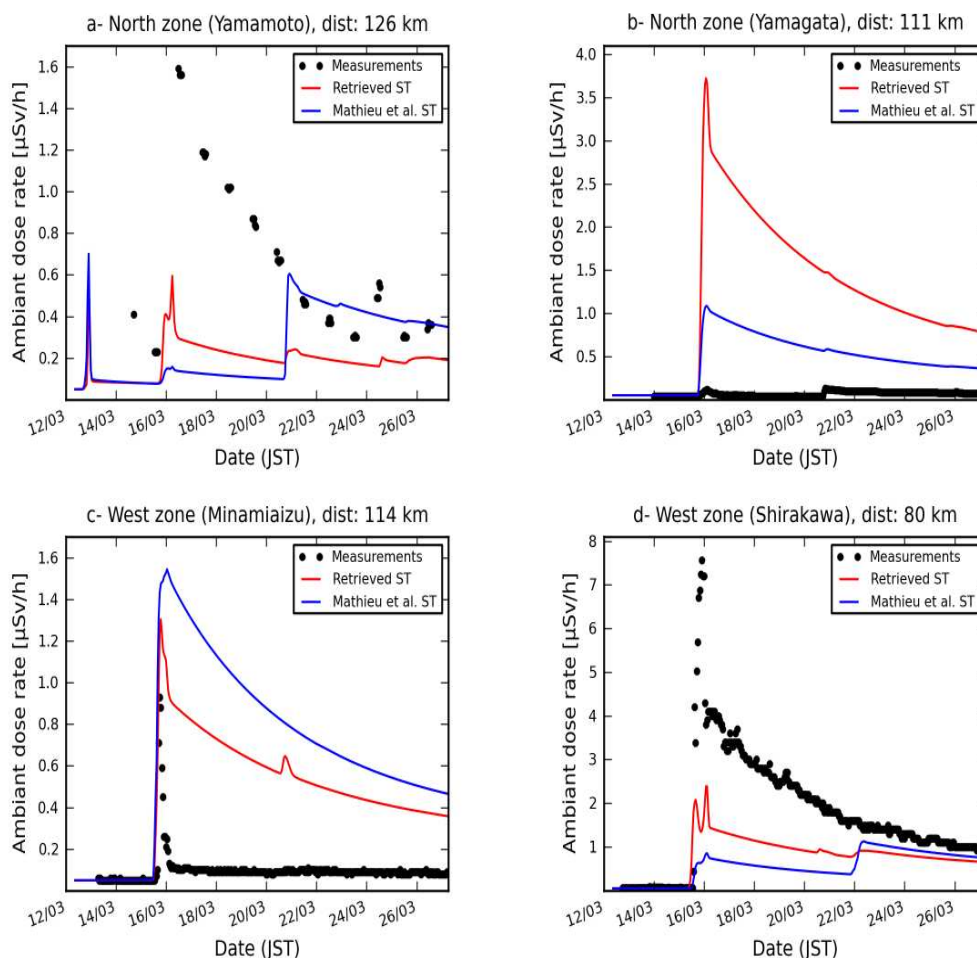 a- North zone (Yamamoto), dist: 126 km
Ambiant dose rate [µSv/h]
1.6
1.4
1.2
1.0
0.8
0.6
0.4
0.2
Measurements
Retrieved ST
Mathieu et al. ST
12/03 14/03 16/03 18/03 20/03 22/03 24/03 26/03
Date (JST)
b- North zone (Yamagata), dist: 111 km
Ambiant dose rate [µSv/h]
4.0
3.5
3.0
2.5
2.0
1.5
1.0
0.5
Measurements
Retrieved ST
Mathieu et al. ST
12/03 14/03 16/03 18/03 20/03 22/03 24/03 26/03
Date (JST)
c- West zone (Minamiaizu), dist: 114 km
Ambiant dose rate [µSv/h]
1.6
1.4
1.2
1.0
0.8
0.6
0.4
0.2
Measurements
Retrieved ST
Mathieu et al. ST
12/03 14/03 16/03 18/03 20/03 22/03 24/03 26/03
Date (JST)
d- West zone (Shirakawa), dist: 80 km
Ambiant dose rate [µSv/h]
8
7
6
5
4
3
2
1
Measurements
Retrieved ST
Mathieu et al. ST
12/03 14/03 16/03 18/03 20/03 22/03 24/03 26/03
Date (JST)